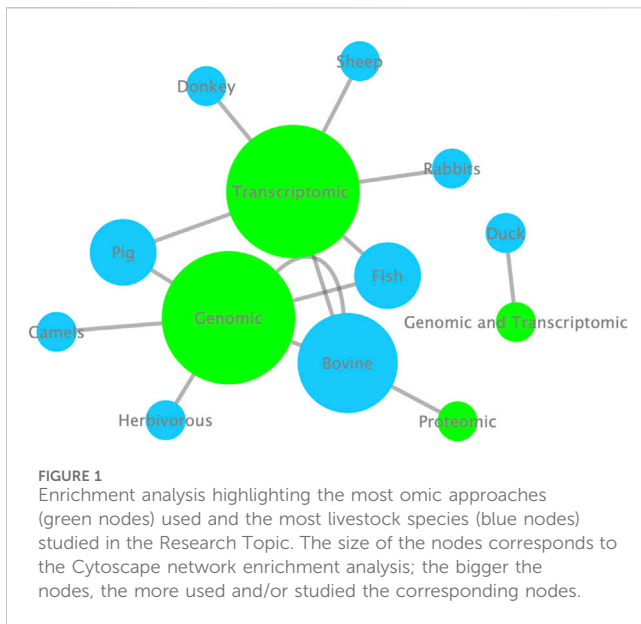 Sheep
Donkey
Transcriptomic
Rabbits
Pig
Duck
Fish
Genomic
Genomic and Transcriptomic
Camels
Bovine
Herbivorous
Proteomic
FIGURE 1
Enrichment analysis highlighting the most omic approaches
(green nodes) used and the most livestock species (blue nodes)
studied in the Research Topic. The size of the nodes corresponds to
the Cytoscape network enrichment analysis; the bigger the
nodes, the more used and/or studied the corresponding nodes.